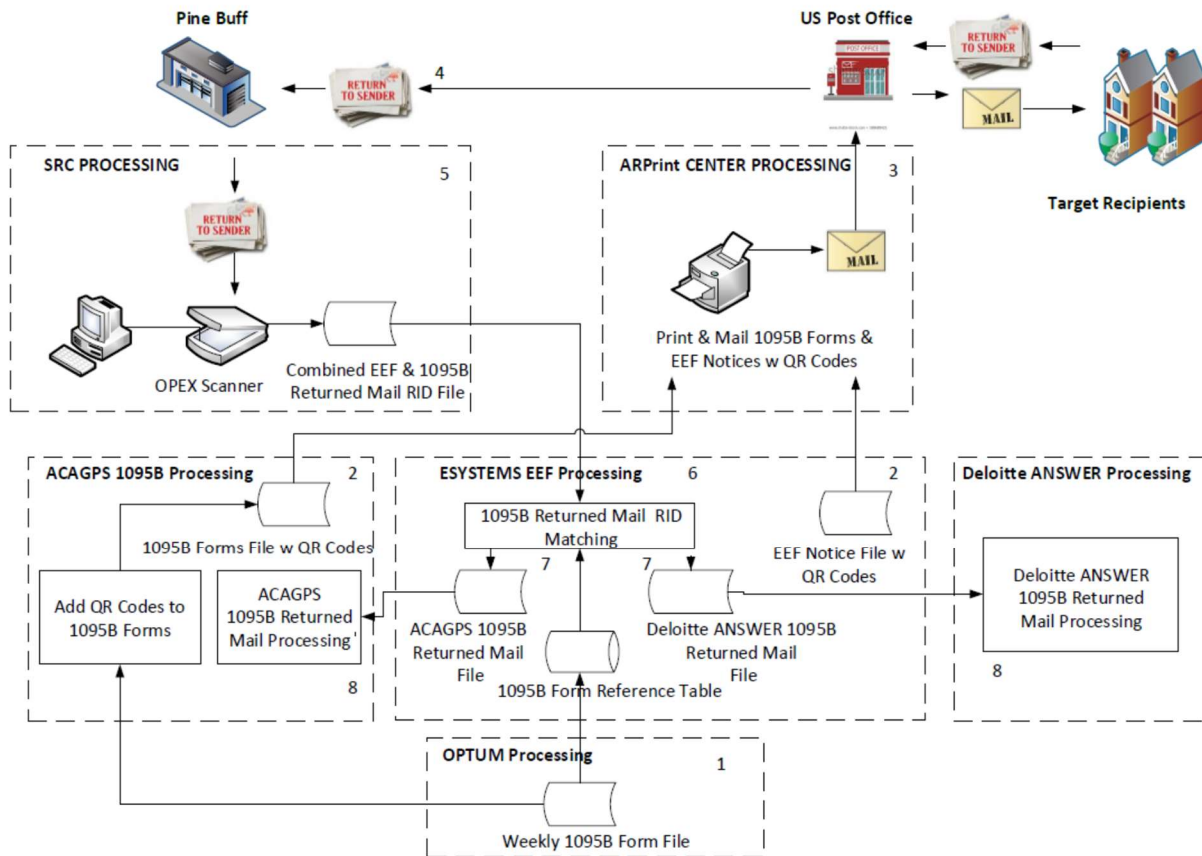 Pine Buff
US Post Office
RETURN
TO SENDER
POST OFFICE
4
RETURN
TO SENDER
MAIL
Target Recipients
SRC PROCESSING
5
RETURN
TO SENDER
OPEX Scanner
Combined EEF & 1095B
Returned Mail RID File
ARPrint CENTER PROCESSING
3
MAIL
Print & Mail 1095B Forms &
EEF Notices w QR Codes
ACAGPS 1095B Processing
2
1095B Forms File w QR Codes
Add QR Codes to
1095B Forms
ACAGPS
1095B Returned
Mail Processing'
8
ESYSTEMS EEF Processing
6
2
1095B Returned Mail RID
Matching
7
7
EEF Notice File w
QR Codes
ACAGPS 1095B
Returned Mail
File
Deloitte ANSWER 1095B
Returned Mail
File
1095B Form Reference Table
Deloitte ANSWER Processing
Deloitte ANSWER
1095B Returned
Mail Processing
8
OPTUM Processing
1
Weekly 1095B Form File